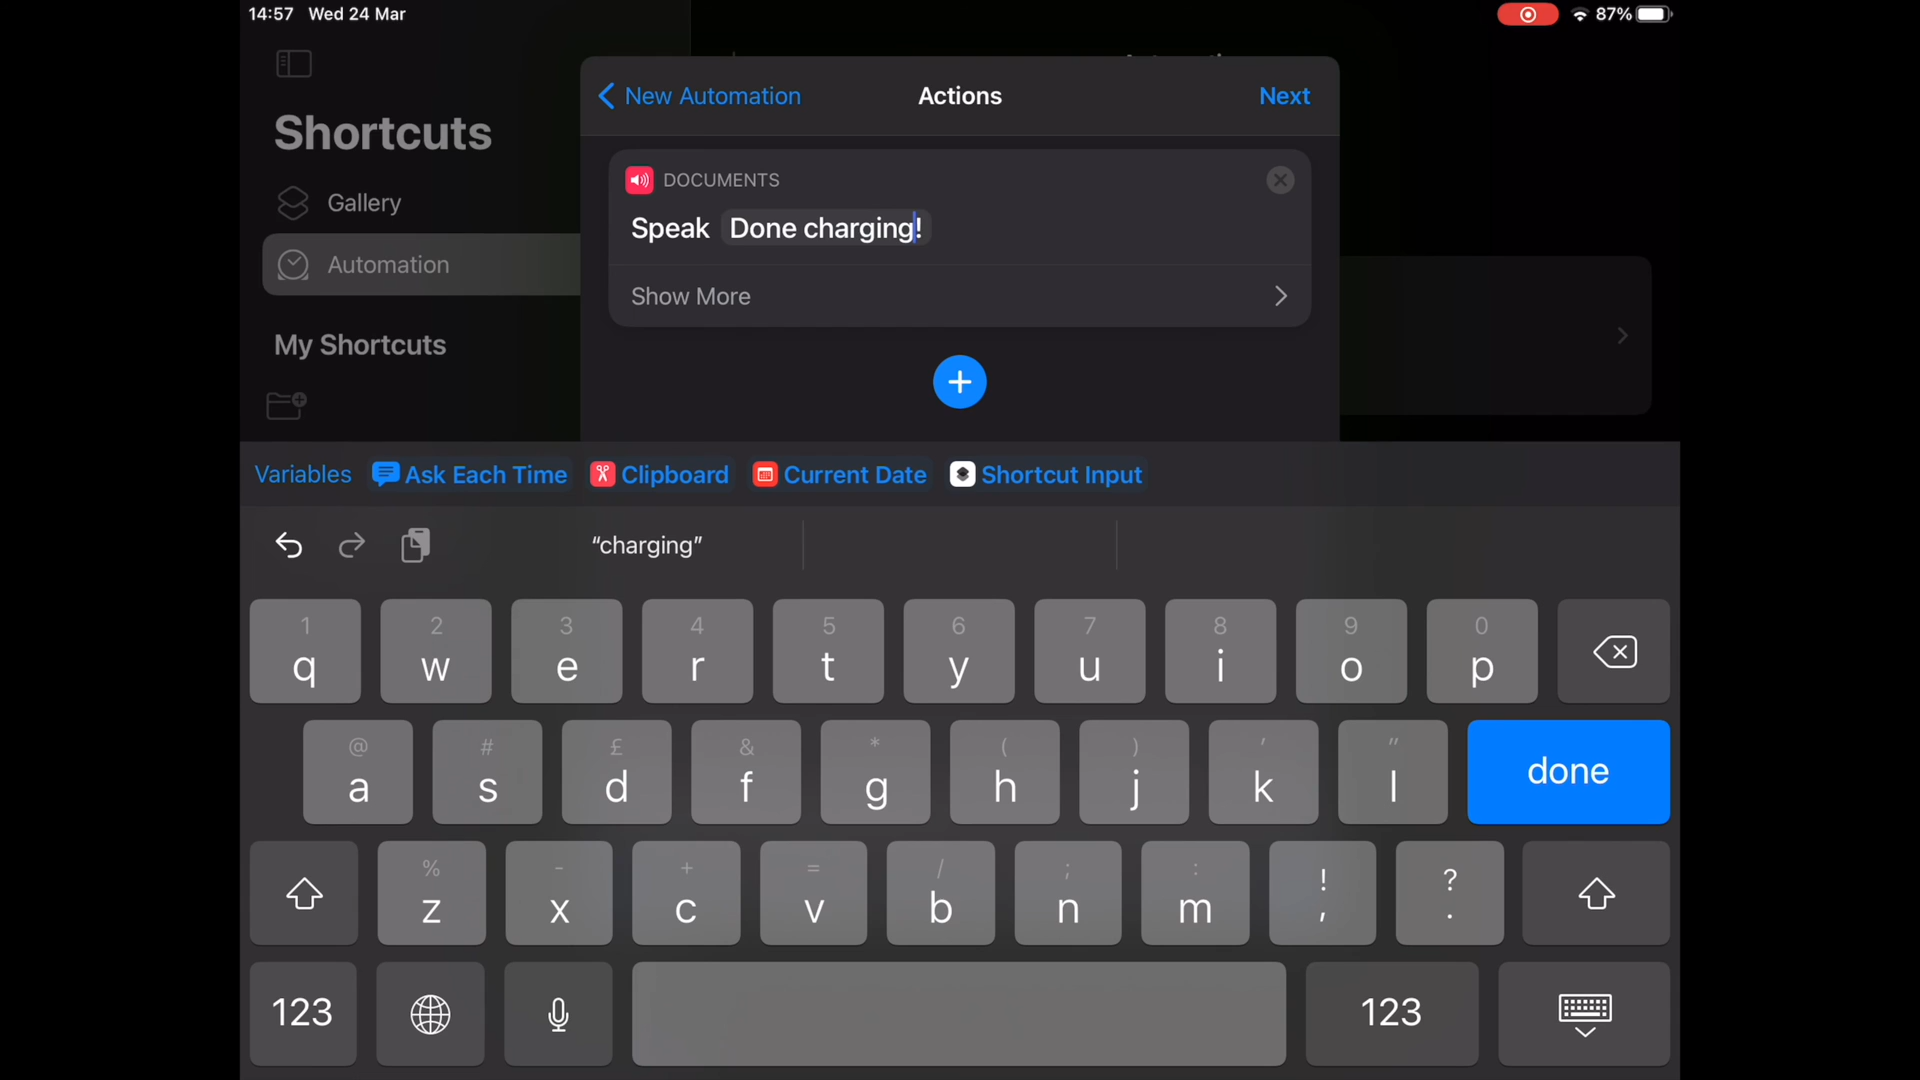 14:57 Wed 24 Mar
87%
Shortcuts
Gallery
Automation
My Shortcuts
New Automation
Actions
Next
DOCUMENTS
Speak Done charging!
Show More
Variables Ask Each Time Clipboard Current Date Shortcut Input
“charging”
1 2 3 4 5 6 7 8 9 0
q w e r t y u i o p
@ # £ & * ( ) ' "
a s d f g h j k l done
% - + = / ; : ! ?
z x c v b n m , .
123 123